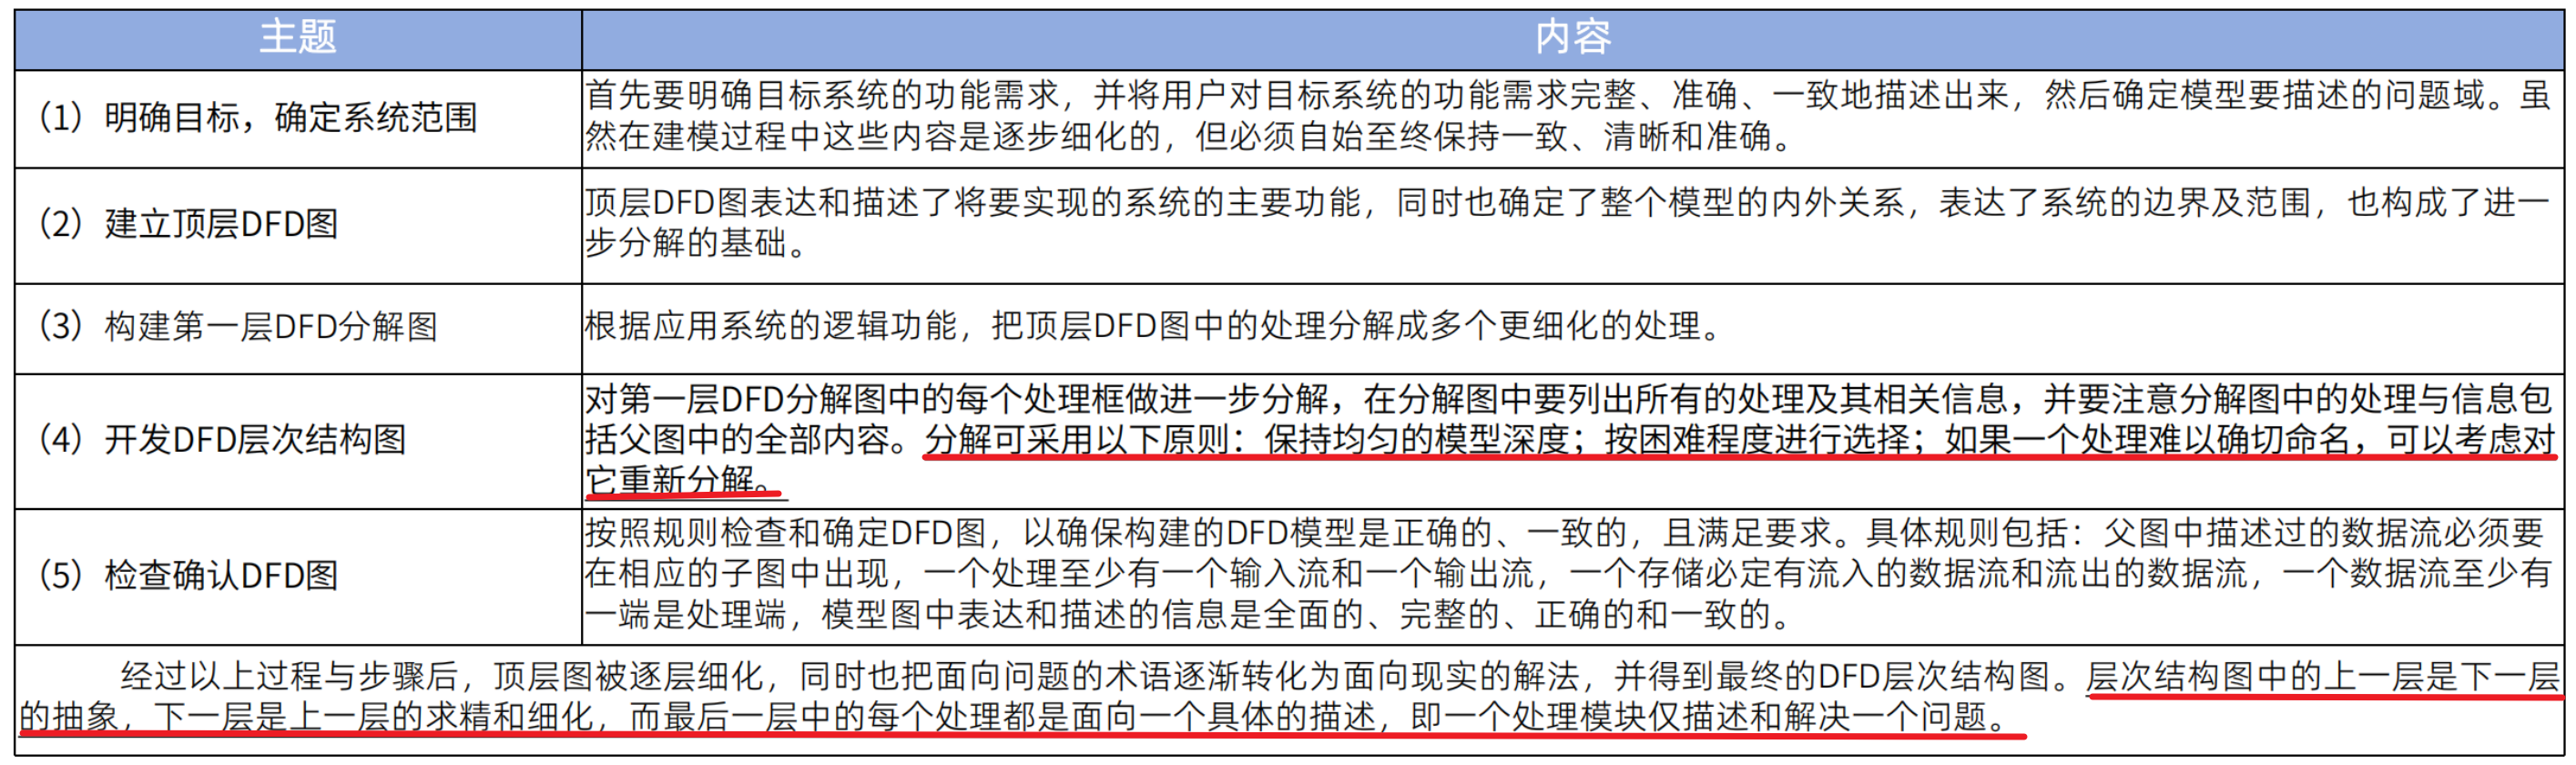 主题
内容
（1）明确目标，确定系统范围
首先要明确目标系统的功能需求，并将用户对目标系统的功能需求完整、准确、一致地描述出来，然后确定模型要描述的问题域。虽
然在建模过程中这些内容是逐步细化的，但必须自始至终保持一致、清晰和准确。
（2）建立顶层DFD图
顶层DFD图表达和描述了将要实现的系统的主要功能，同时也确定了整个模型的内外关系，表达了系统的边界及范围，也构成了进一
步分解的基础。
（3）构建第一层DFD分解图
根据应用系统的逻辑功能，把顶层DFD图中的处理分解成多个更细化的处理。
（4）开发DFD层次结构图
对第一层DFD分解图中的每个处理框做进一步分解，在分解图中要列出所有的处理及其相关信息，并要注意分解图中的处理与信息包
括父图中的全部内容。分解可采用以下原则：保持均匀的模型深度；按困难程度进行选择；如果一个处理难以确切命名，可以考虑对
它重新分解。
（5）检查确认DFD图
按照规则检查和确定DFD图，以确保构建的DFD模型是正确的、一致的，且满足要求。具体规则包括：父图中描述过的数据流必须要
在相应的子图中出现，一个处理至少有一个输入流和一个输出流，一个存储必定有流入的数据流和流出的数据流，一个数据流至少有
一端是处理端，模型图中表达和描述的信息是全面的、完整的、正确的和一致的。
经过以上过程与步骤后，顶层图被逐层细化，同时也把面向问题的术语逐渐转化为面向现实的解法，并得到最终的DFD层次结构图。层次结构图中的上一层是下一层
的抽象，下一层是上一层的求精和细化，而最后一层中的每个处理都是面向一个具体的描述，即一个处理模块仅描述和解决一个问题。